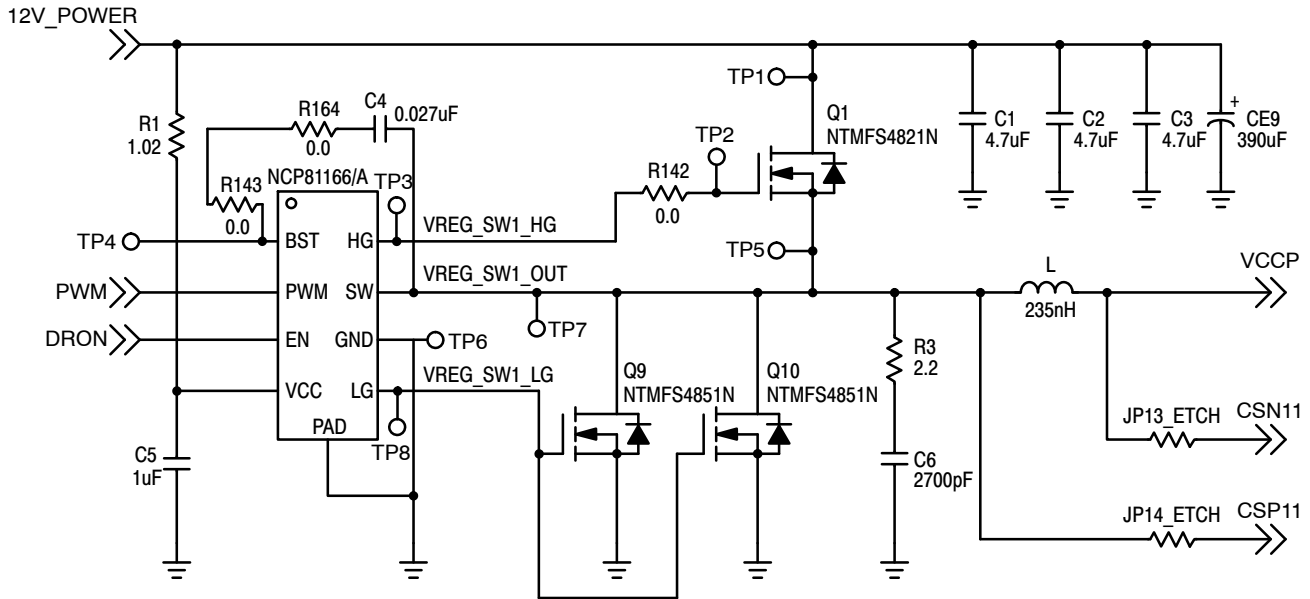 12V_POWER
TP1
R1
1.02
R164
0.0
C4
0.027uF
Q1
NTMFS4821N
C1
4.7uF
C2
4.7uF
C3
4.7uF
+
CE9
390uF
R143
0.0
NCP81166/A
TP3
TP2
R142
0.0
TP4
BST
HG
VREG_SW1_HG
TP5
PWM
PWM
SW
VREG_SW1_OUT
L
235nH
VCCP
DRON
EN
GND
TP6
TP7
VCC
LG
VREG_SW1_LG
Q9
NTMFS4851N
Q10
NTMFS4851N
R3
2.2
PAD
TP8
C5
1uF
C6
2700pF
JP13_ETCH
CSN11
JP14_ETCH
CSP11